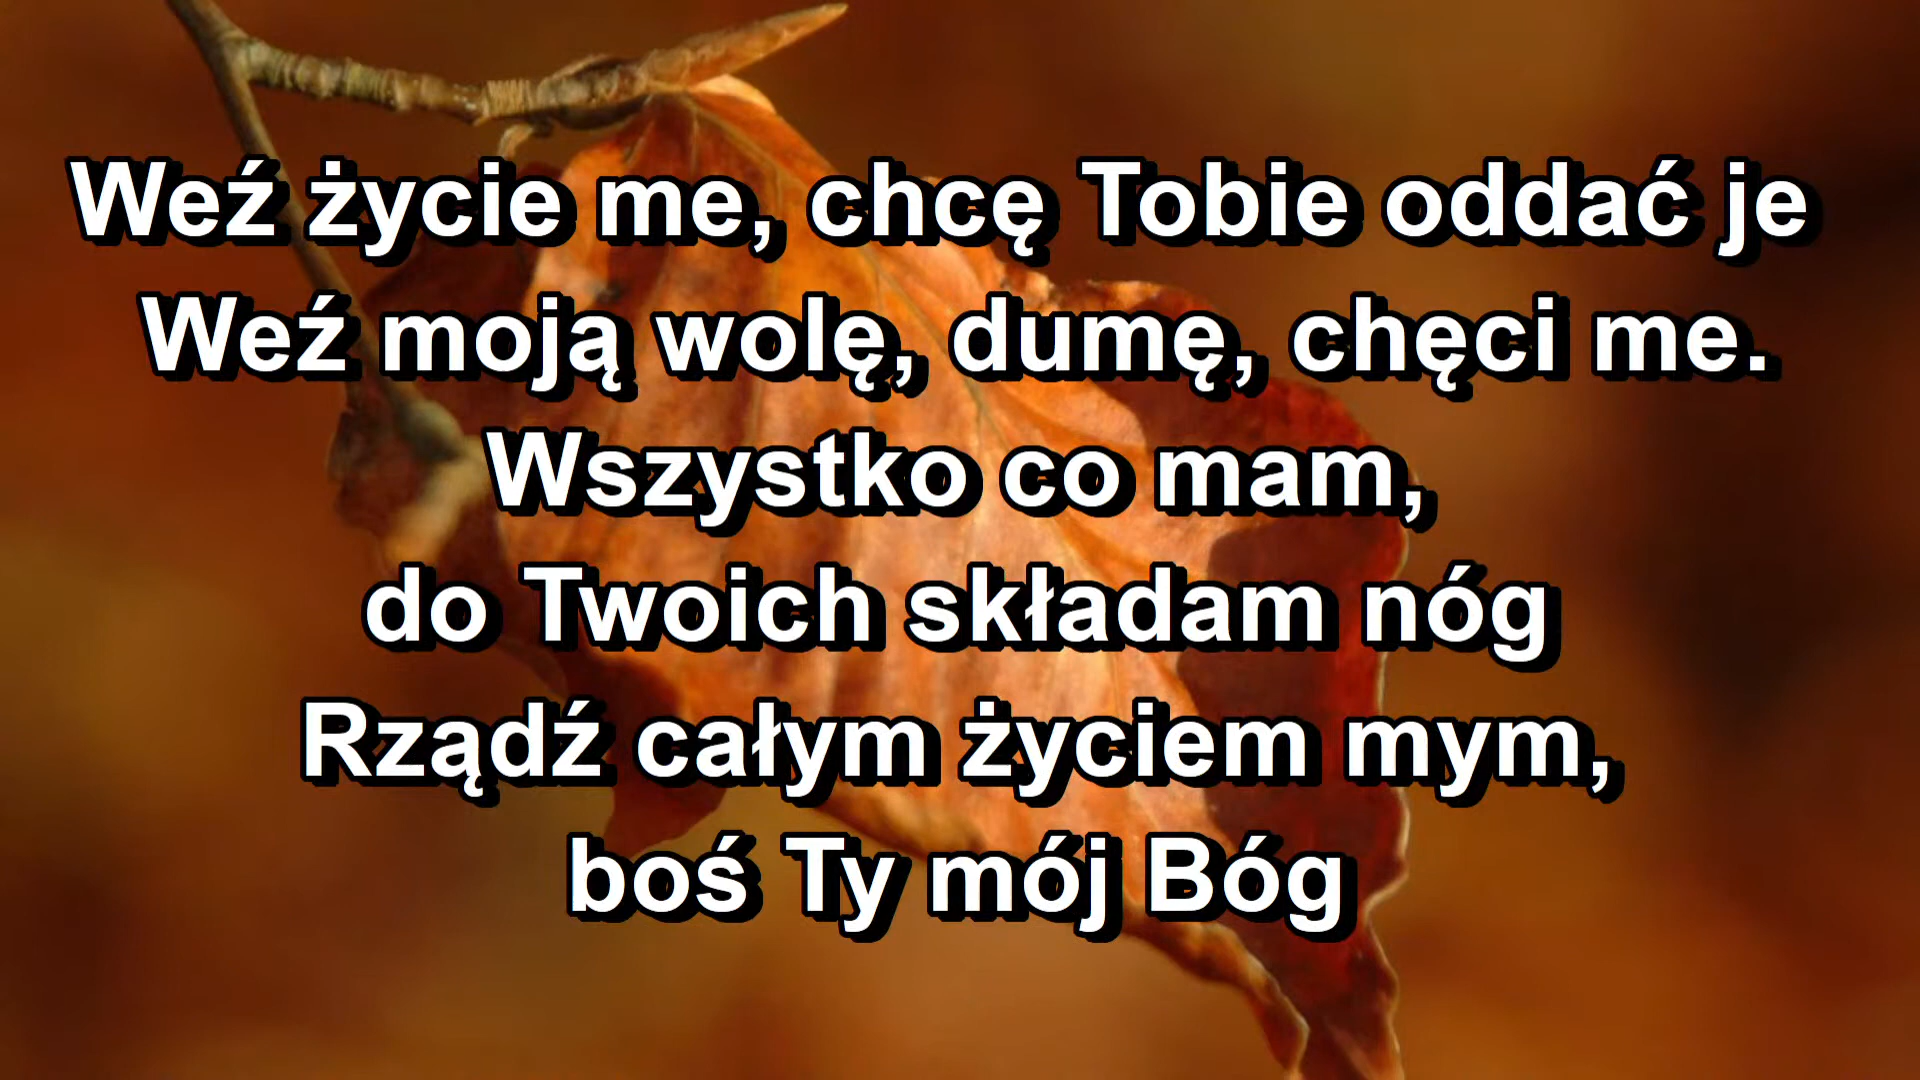 Weź życie me, chcę Tobie oddać je
Weź moją wolę, dumę, chęci me.
Wszystko co mam,
do Twoich składam nóg
Rządź całym życiem mym,
boś Ty mój Bóg